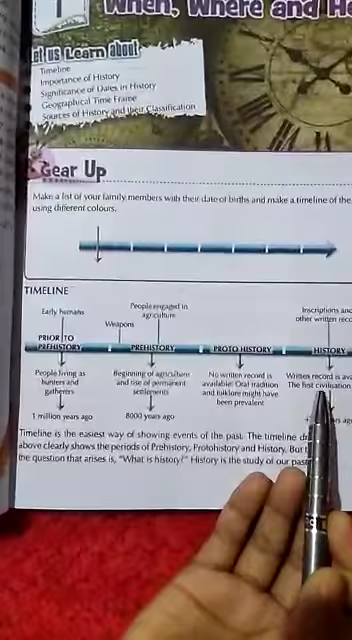 1
When, Where and Ho
Let us Learn about
Timeline
Importance of History
Significance of Dates in History
Geographical Time Frame
Sources of History and their Classification
Gear Up
Make a list of your family members with their date of births and make a timeline of the
using different colours.
TIMELINE
Early humans
Weapons
People engaged in
agriculture
Inscriptions and
other written reco
PRIOR TO
PREHISTORY
PREHISTORY
PROTO HISTORY
HISTORY
People living as
hunters and
gatherers
Beginning of agriculture
and rise of permanent
settlements
No written record is
available. Oral tradition
and folklore might have
been prevalent
Written record is ava
The first civilisation
1 million years ago
8000 years ago
rs ago
Timeline is the easiest way of showing events of the past. The timeline dr
above clearly shows the periods of Prehistory, Protohistory and History. But t
the question that arises is, "What is history?" History is the study of our past